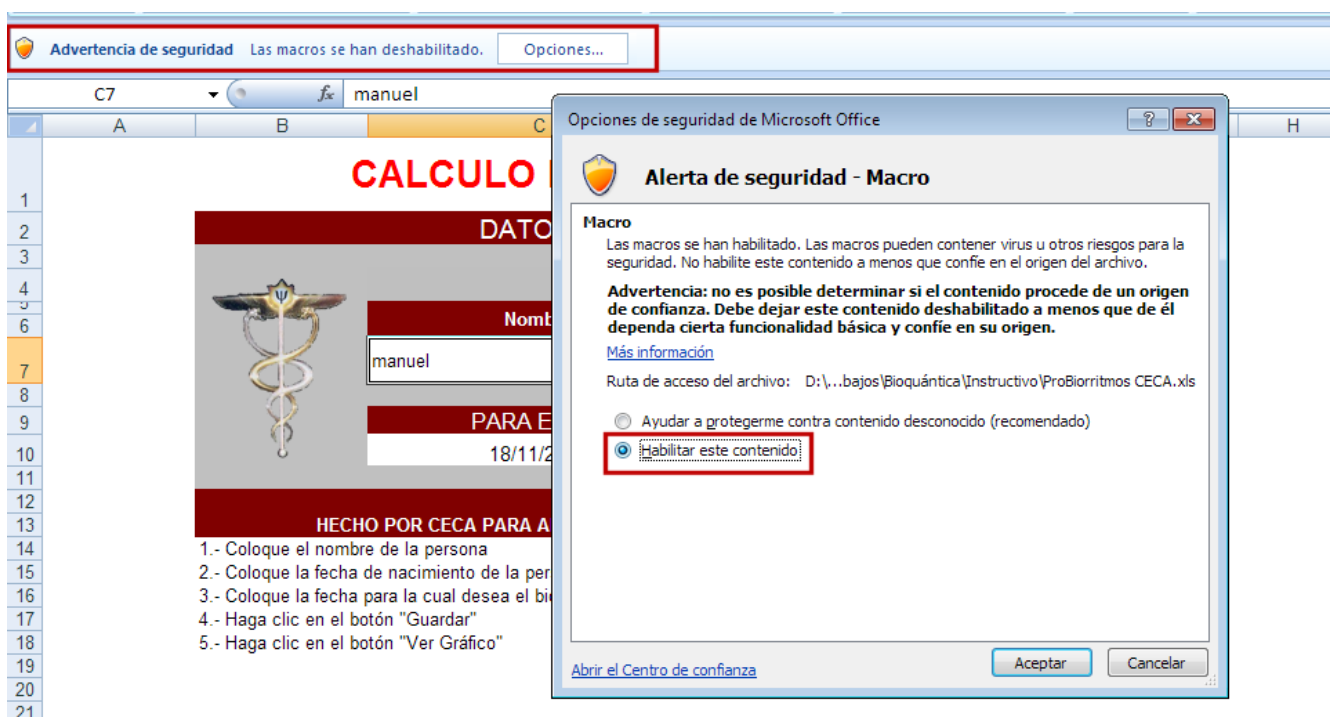 Advertencia de seguridad Las macros se han deshabilitado. Opciones...
C7 fx manuel
A B C H
Opciones de seguridad de Microsoft Office
Alerta de seguridad - Macro
Macro
Las macros se han habilitado. Las macros pueden contener virus u otros riesgos para la
seguridad. No habilite este contenido a menos que confíe en el origen del archivo.
Advertencia: no es posible determinar si el contenido procede de un origen
de confianza. Debe dejar este contenido deshabilitado a menos que de él
dependa cierta funcionalidad básica y confíe en su origen.
Más información
Ruta de acceso del archivo: D:\...bajos\Bioquántica\Instructivo\ProBiorritmos CECA.xls
Ayudar a protegerme contra contenido desconocido (recomendado)
Habilitar este contenido
Abrir el Centro de confianza Aceptar Cancelar
1 CALCULO
2 DATO
3
4
5
6 Nomb
7 manuel
8
9 PARA E
10 18/11/2
11
12
13 HECHO POR CECA PARA A
14 1.- Coloque el nombre de la persona
15 2.- Coloque la fecha de nacimiento de la per
16 3.- Coloque la fecha para la cual desea el bi
17 4.- Haga clic en el botón "Guardar"
18 5.- Haga clic en el botón "Ver Gráfico"
19
20
21